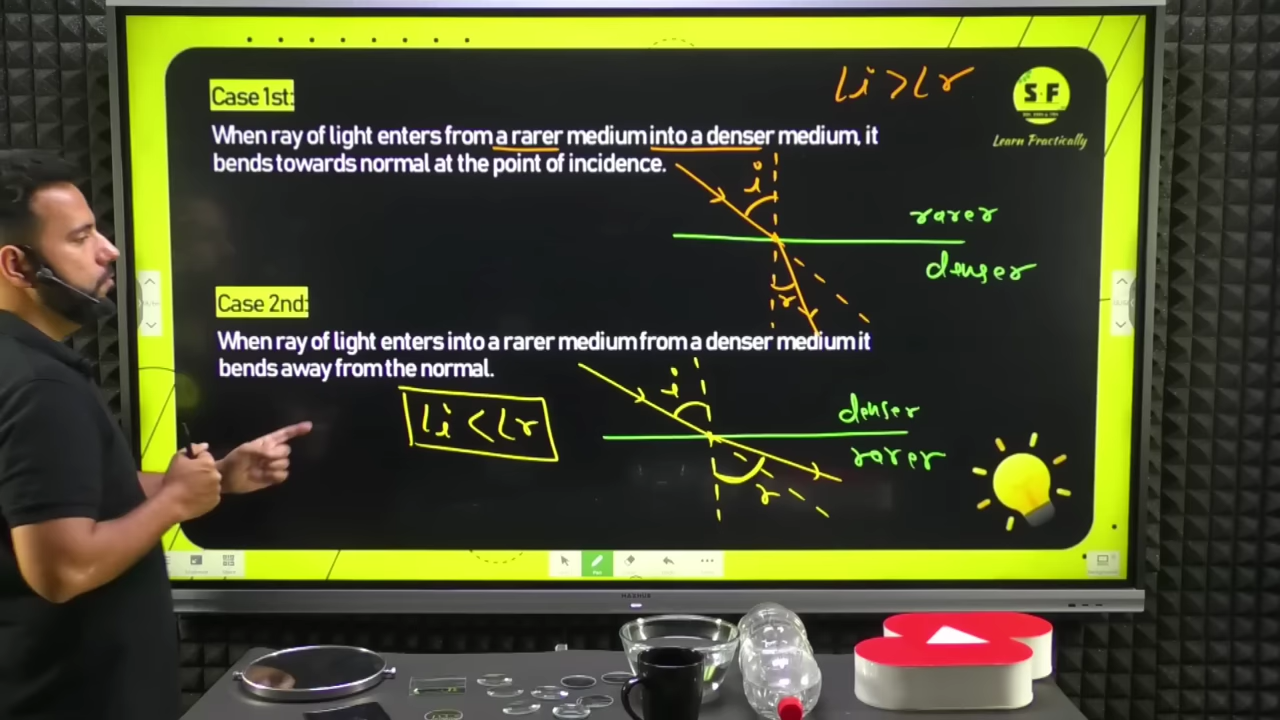 ∠i > ∠r
Case 1st:
S·F
Learn Practically
When ray of light enters from a rarer medium into a denser medium, it
bends towards normal at the point of incidence.
i
rarer
denser
r
Case 2nd:
When ray of light enters into a rarer medium from a denser medium it
bends away from the normal.
i
∠i < ∠r
denser
rarer
r